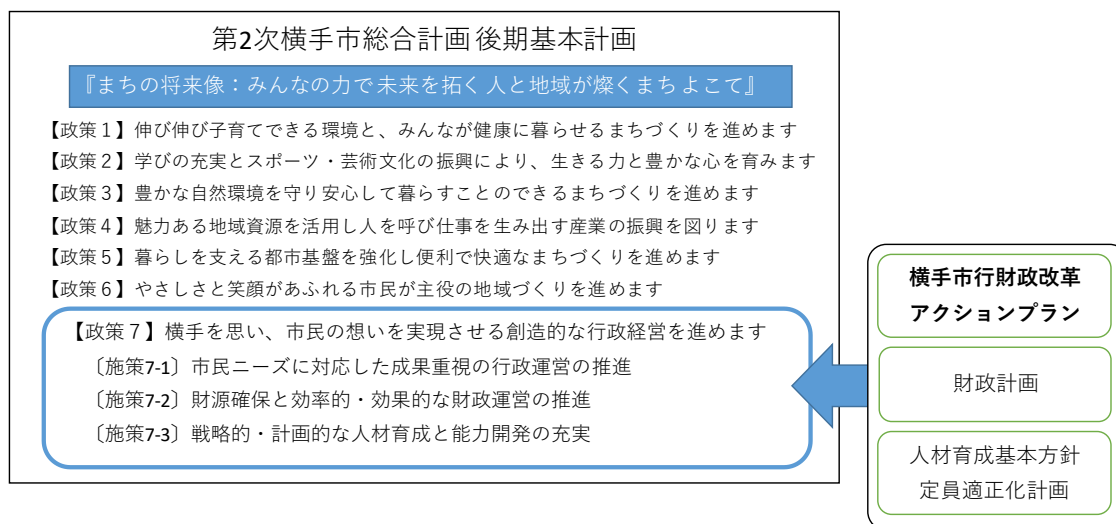 第2次横手市総合計画 後期基本計画
『まちの将来像：みんなの力で 未来を拓く 人と地域が燦くまち よこて』
【政策１】伸び伸び子育てできる環境と、みんなが健康に暮らせるまちづくりを進めます
【政策２】学びの充実とスポーツ・芸術文化の振興により、生きる力と豊かな心を育みます
【政策３】豊かな自然環境を守り安心して暮らすことのできるまちづくりを進めます
【政策４】魅力ある地域資源を活用し人を呼び仕事を生み出す産業の振興を図ります
【政策５】暮らしを支える都市基盤を強化し便利で快適なまちづくりを進めます
【政策６】やさしさと笑顔があふれる市民が主役の地域づくりを進めます
【政策７】横手を思い、市民の想いを実現させる創造的な行政経営を進めます
〔施策7-1〕市民ニーズに対応した成果重視の行政運営の推進
〔施策7-2〕財源確保と効率的・効果的な財政運営の推進
〔施策7-3〕戦略的・計画的な人材育成と能力開発の充実
横手市行財政改革
アクションプラン
財政計画
人材育成基本方針
定員適正化計画